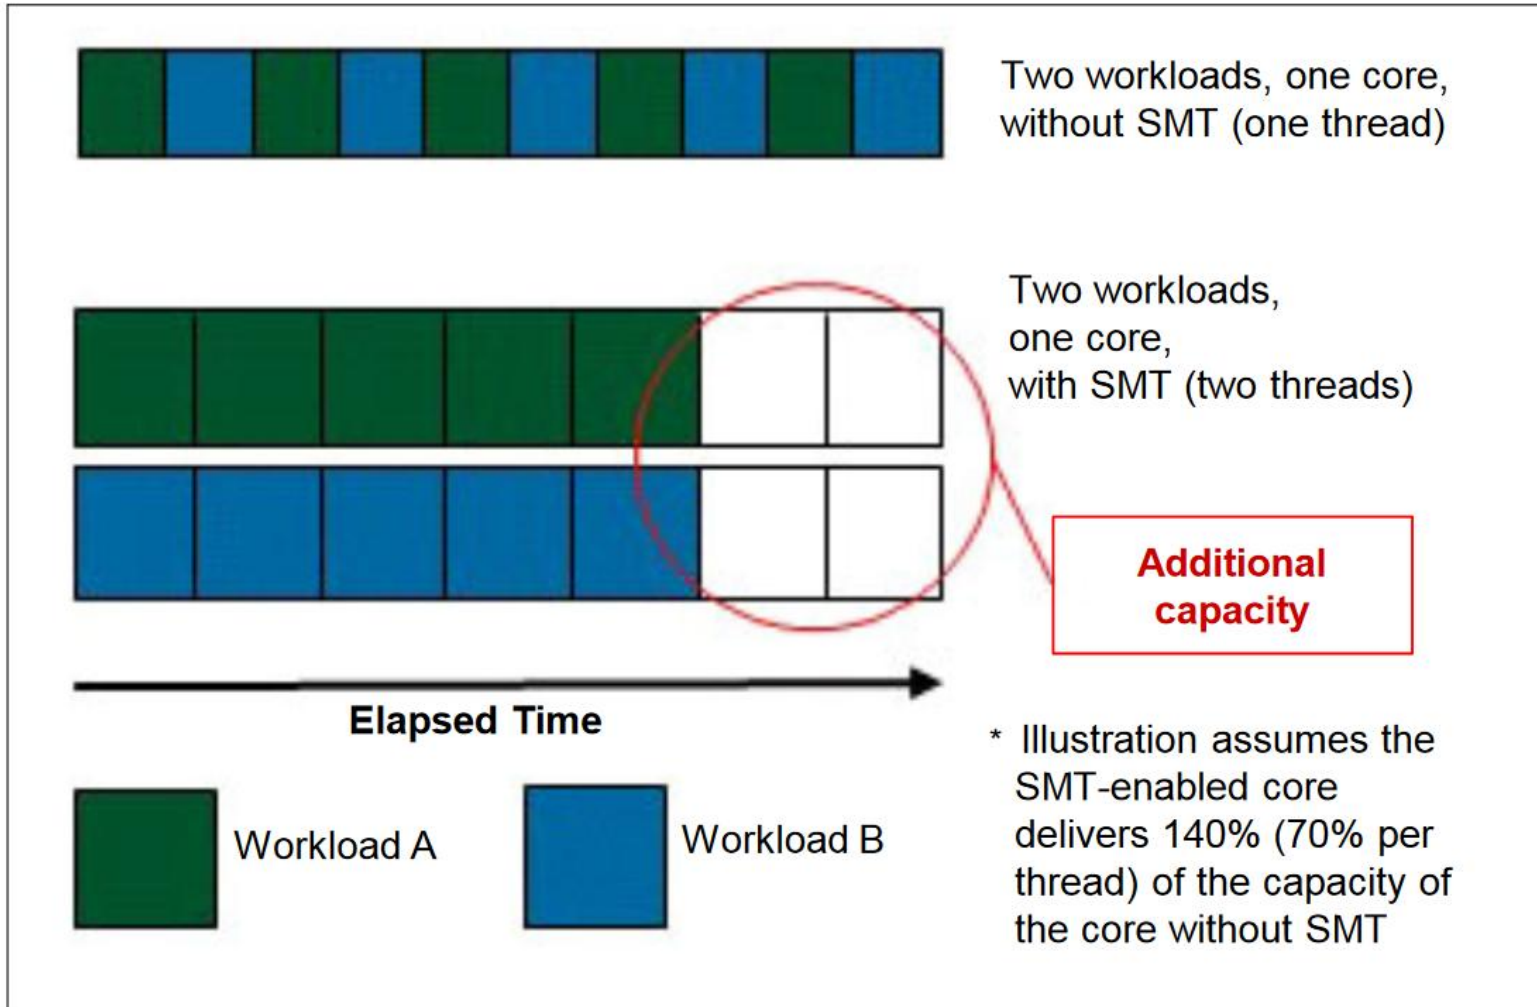 Two workloads, one core,
without SMT (one thread)
Two workloads,
one core,
with SMT (two threads)
Additional
capacity
Elapsed Time
* Illustration assumes the
SMT-enabled core
delivers 140% (70% per
thread) of the capacity of
the core without SMT
Workload A
Workload B